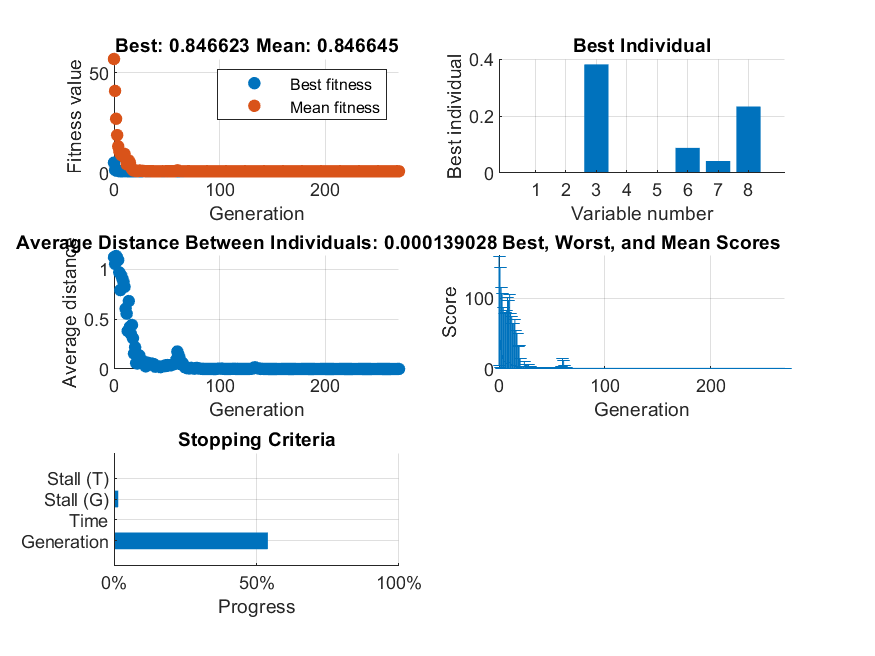 Best: 0.846623 Mean: 0.846645
Fitness value
50
0
Best fitness
Mean fitness
0 100 200
Generation
Best Individual
Best individual
0.4
0.2
0
1 2 3 4 5 6 7 8
Variable number
Average Distance Between Individuals: 0.000139028
Average distance
1
0.5
0
0 100 200
Generation
Best, Worst, and Mean Scores
Score
100
0
0 100 200
Generation
Stopping Criteria
Stall (T)
Stall (G)
Time
Generation
0% 50% 100%
Progress